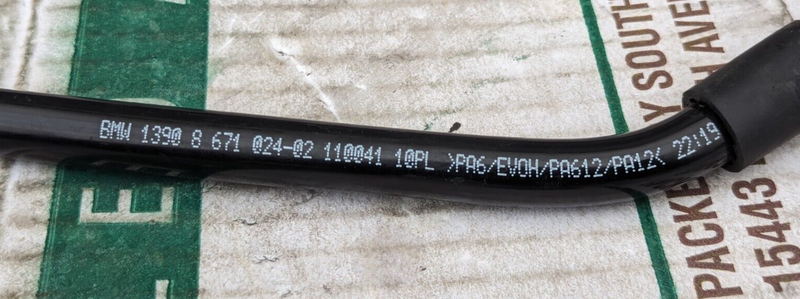 BMW 1390 8 671 024-02 110041 10PL >PA6/EVOH/PA612/PA12< 22:19
PACKE Y SOUTH
15443 H AVE